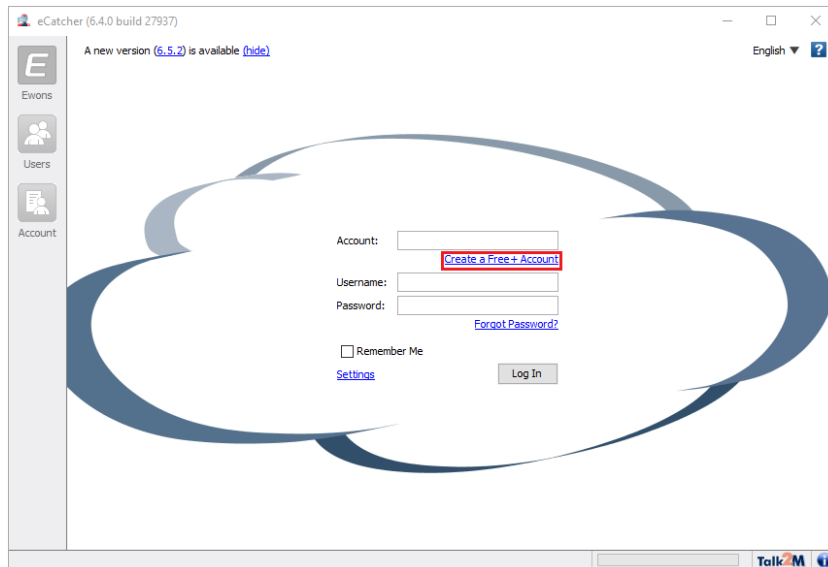 eCatcher (6.4.0 build 27937)
A new version (6.5.2) is available (hide)
English ▼ ?
E
Ewons
Users
Account
Account:
Create a Free+ Account
Username:
Password:
Forgot Password?
Remember Me
Settings
Log In
Talk2M i